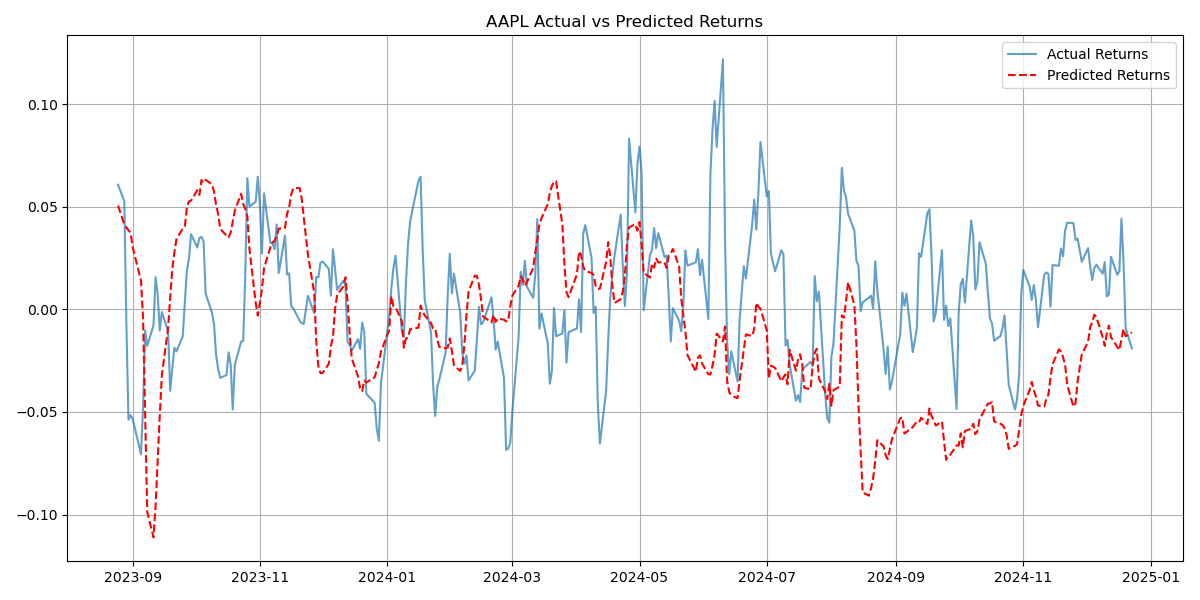 AAPL Actual vs Predicted Returns
Actual Returns
Predicted Returns
0.10
0.05
0.00
−0.05
−0.10
2023-09 2023-11 2024-01 2024-03 2024-05 2024-07 2024-09 2024-11 2025-01